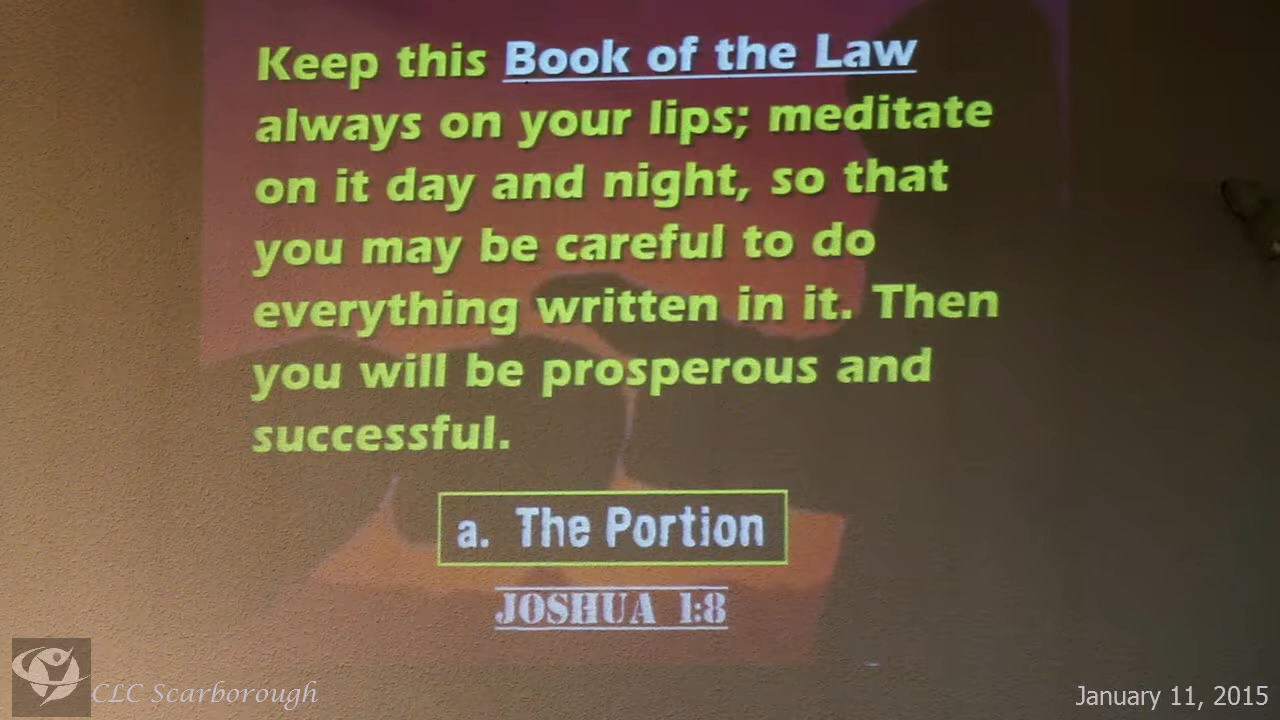 Keep this Book of the Law
always on your lips; meditate
on it day and night, so that
you may be careful to do
everything written in it. Then
you will be prosperous and
successful.
a. The Portion
JOSHUA 1:8
CLC Scarborough
January 11, 2015